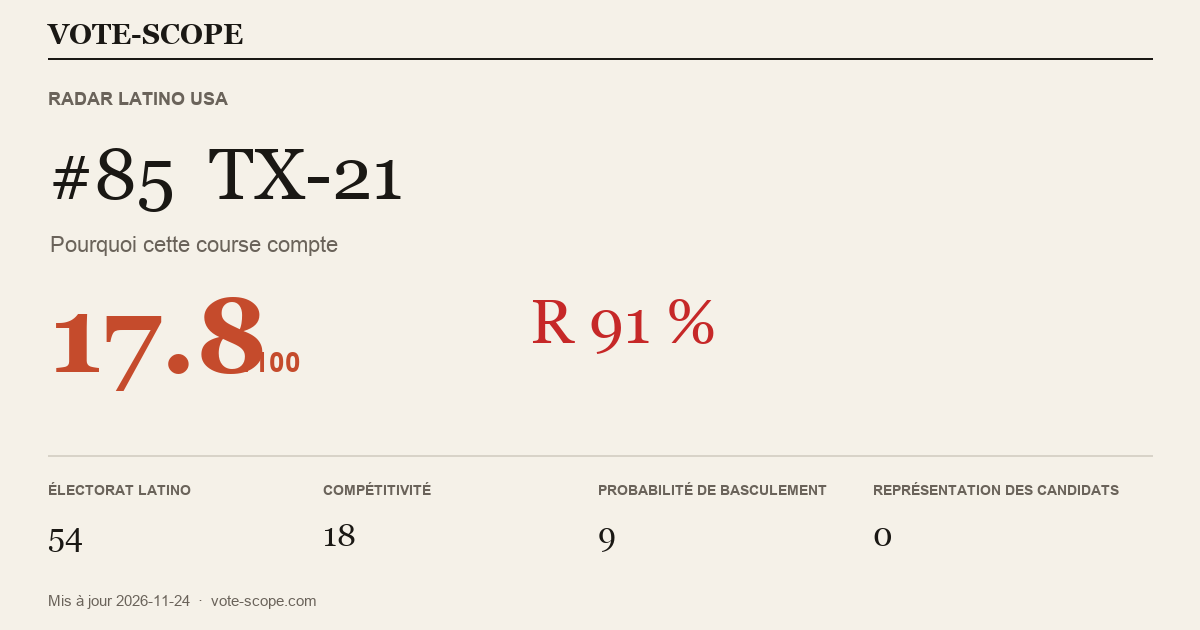 VOTE-SCOPE
RADAR LATINO USA
#85 TX-21
Pourquoi cette course compte
17.8 100
R 91 %
ÉLECTORAT LATINO
COMPÉTITIVITÉ
PROBABILITÉ DE BASCULEMENT
REPRÉSENTATION DES CANDIDATS
54
18
9
0
Mis à jour 2026-11-24 · vote-scope.com